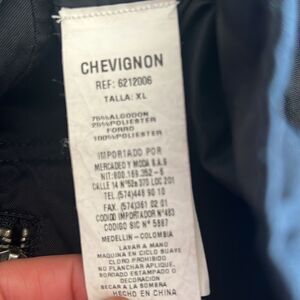 CHEVIGNON
REF: 6212006
TALLA: XL
75%ALGODON
25%POLIESTER
FORRO
100%POLIESTER
IMPORTADO POR
MERCADEO Y MODA S.A.S
NIT:800.169.352-5
CALLE 14 N°52a 370 LOC 201
TEL (574)448 90 10
FAX. (574)361 02 01
CODIGO IMPORTADOR N°483
CODIGO SIC N° 5887
MEDELLIN - COLOMBIA
LAVAR A MANO
MAQUINA EN CICLO SUAVE
CLORO PROHIBIDO
NO PLANCHAR APLIQUE,
BORDADO ESTAMPADO O
DECORACION
SECAR A LA SOMBRA
HECHO EN CHINA